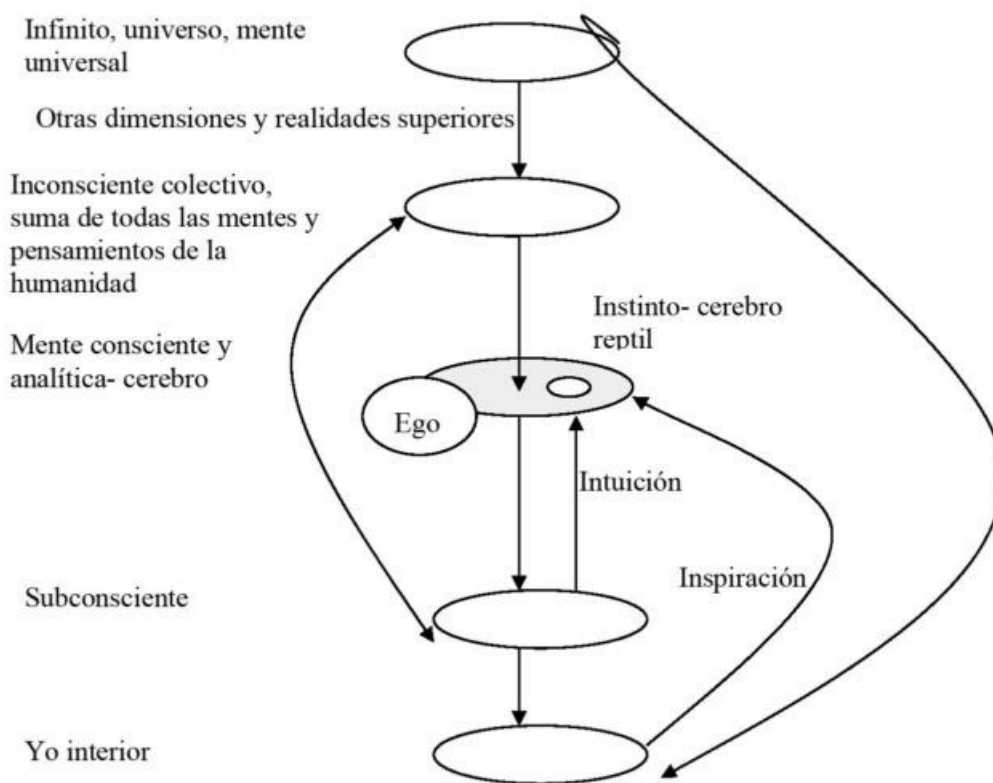 Infinito, universo, mente
universal
Otras dimensiones y realidades superiores
Inconsciente colectivo,
suma de todas las mentes y
pensamientos de la
humanidad
Instinto- cerebro
reptil
Mente consciente y
analítica- cerebro
Ego
Intuición
Inspiración
Subconsciente
Yo interior